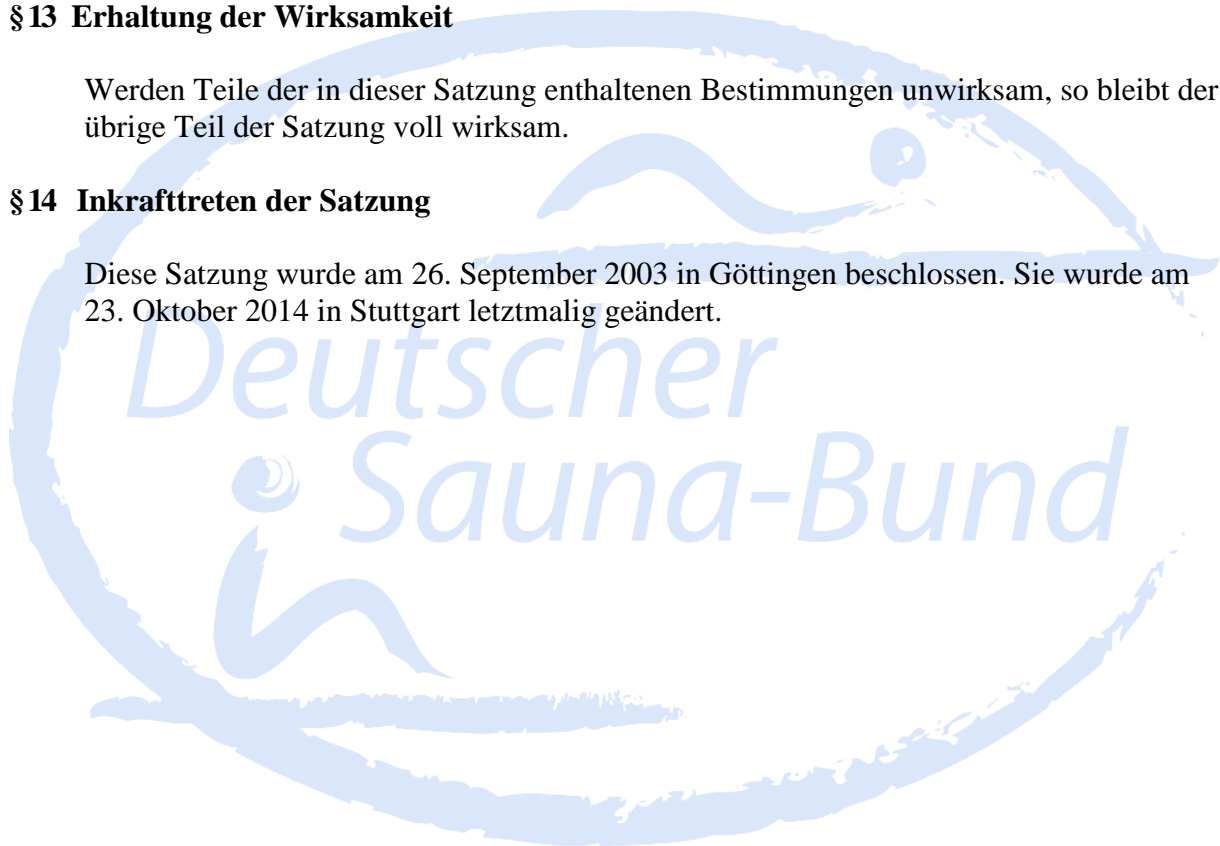 § 13 Erhaltung der Wirksamkeit
Werden Teile der in dieser Satzung enthaltenen Bestimmungen unwirksam, so bleibt der
übrige Teil der Satzung voll wirksam.
§ 14 Inkrafttreten der Satzung
Diese Satzung wurde am 26. September 2003 in Göttingen beschlossen. Sie wurde am
23. Oktober 2014 in Stuttgart letztmalig geändert.
Deutscher
Sauna-Bund